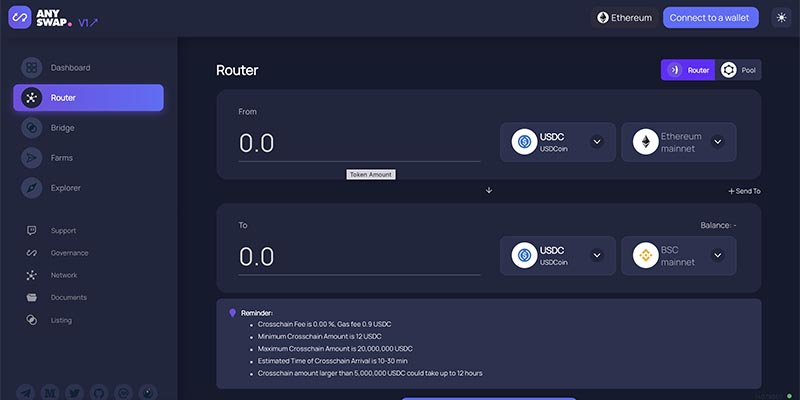 ANY
SWAP. V1↗
Ethereum
Connect to a wallet
Dashboard
Router
Bridge
Farms
Explorer
Support
Governance
Network
Documents
Listing
Router
Router
Pool
From
0.0
USDC
USDCoin
Ethereum
mainnet
Token Amount
↓
+ Send To
To
Balance: -
0.0
USDC
USDCoin
BSC
mainnet
Reminder:
• Crosschain Fee is 0.00 %, Gas fee 0.9 USDC
• Minimum Crosschain Amount is 12 USDC
• Maximum Crosschain Amount is 20,000,000 USDC
• Estimated Time of Crosschain Arrival is 10-30 min
• Crosschain amount larger than 5,000,000 USDC could take up to 12 hours